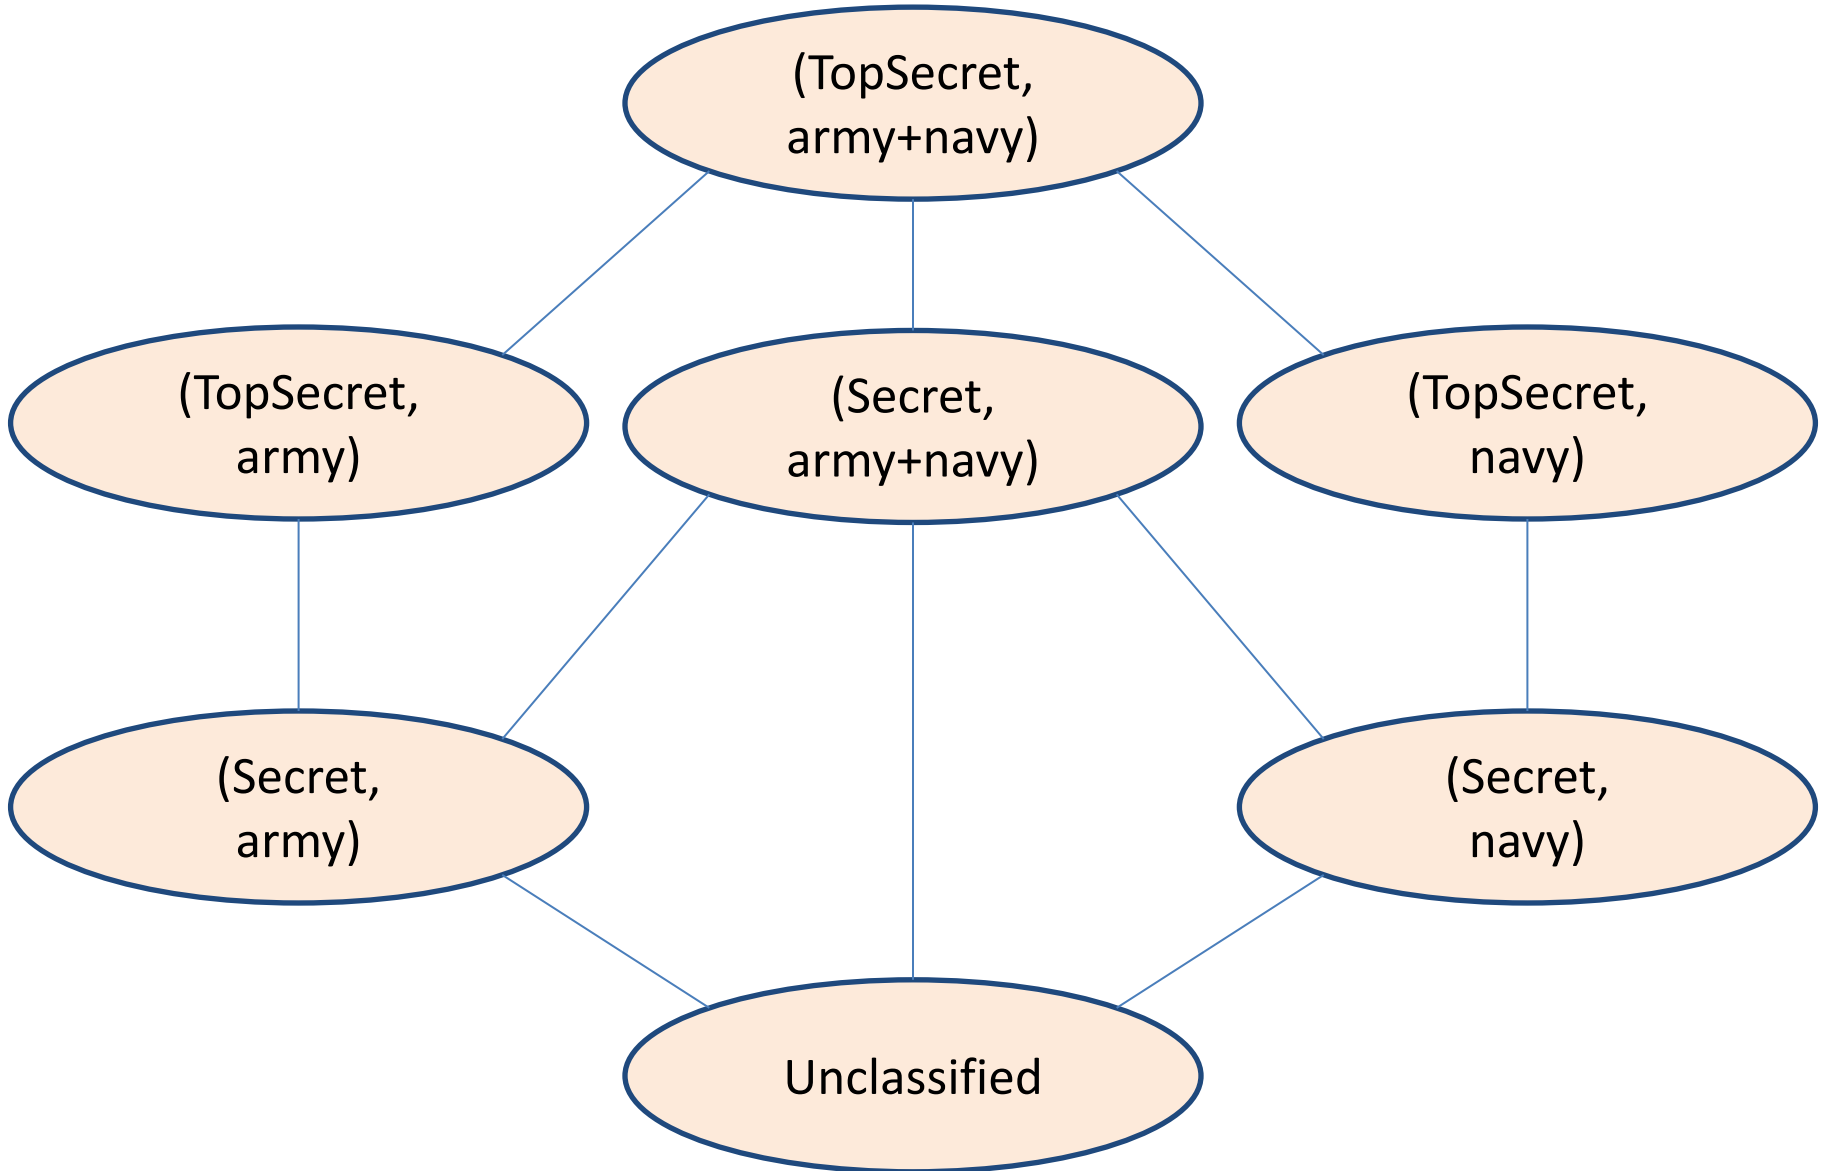 (TopSecret,
army+navy)
(TopSecret,
army)
(Secret,
army+navy)
(TopSecret,
navy)
(Secret,
army)
(Secret,
navy)
Unclassified